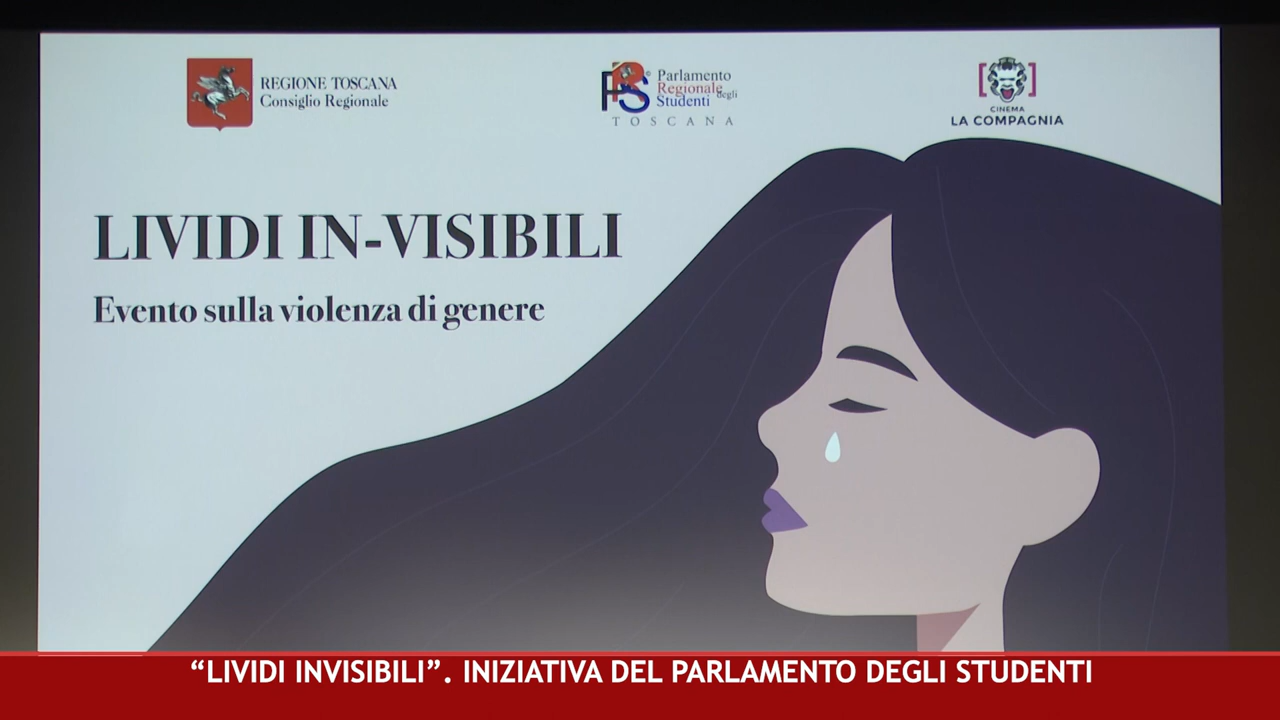 REGIONE TOSCANA
Consiglio Regionale
PRS
Parlamento
Regionale degli
Studenti
TOSCANA
CINEMA
LA COMPAGNIA
LIVIDI IN-VISIBILI
Evento sulla violenza di genere
“LIVIDI INVISIBILI”. INIZIATIVA DEL PARLAMENTO DEGLI STUDENTI